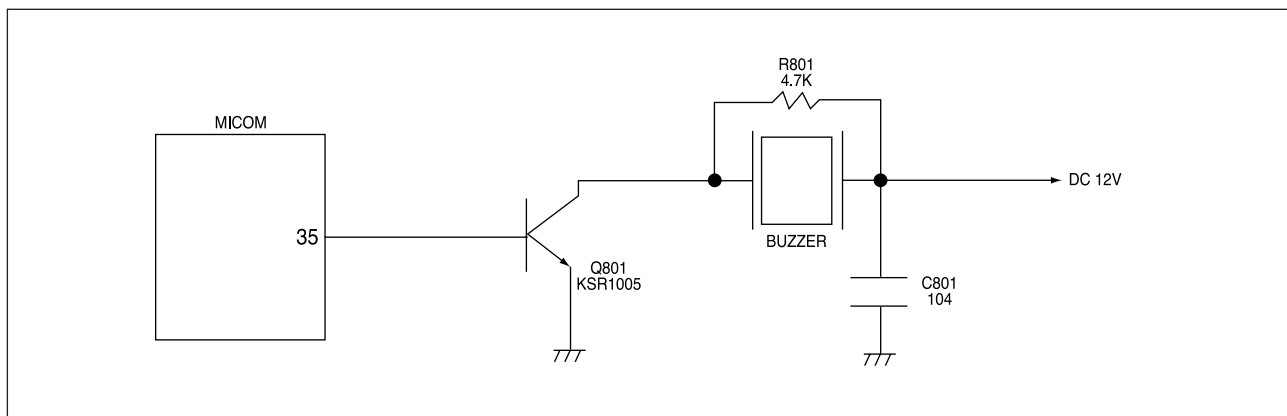 R801
4.7K
MICOM
DC 12V
35
BUZZER
Q801
KSR1005
C801
104